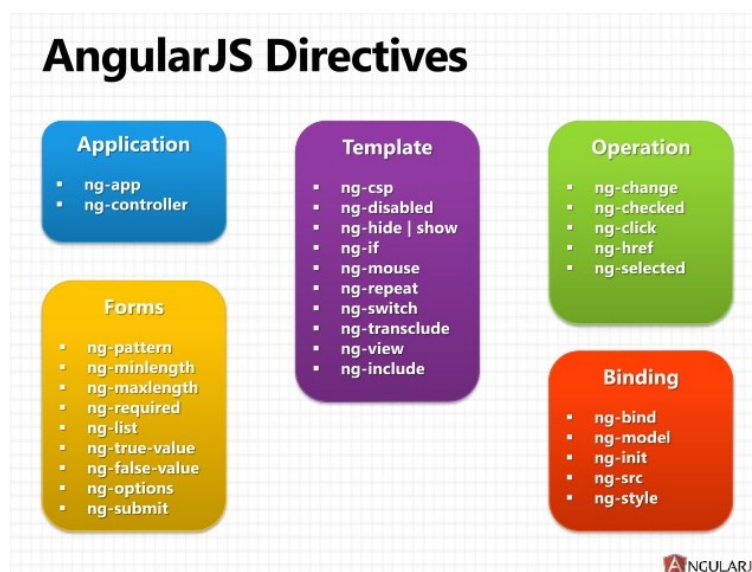 AngularJS Directives
Application
▪ ng-app
▪ ng-controller
Forms
▪ ng-pattern
▪ ng-minlength
▪ ng-maxlength
▪ ng-required
▪ ng-list
▪ ng-true-value
▪ ng-false-value
▪ ng-options
▪ ng-submit
Template
▪ ng-csp
▪ ng-disabled
▪ ng-hide | show
▪ ng-if
▪ ng-mouse
▪ ng-repeat
▪ ng-switch
▪ ng-transclude
▪ ng-view
▪ ng-include
Operation
▪ ng-change
▪ ng-checked
▪ ng-click
▪ ng-href
▪ ng-selected
Binding
▪ ng-bind
▪ ng-model
▪ ng-init
▪ ng-src
▪ ng-style
ANGULARJ